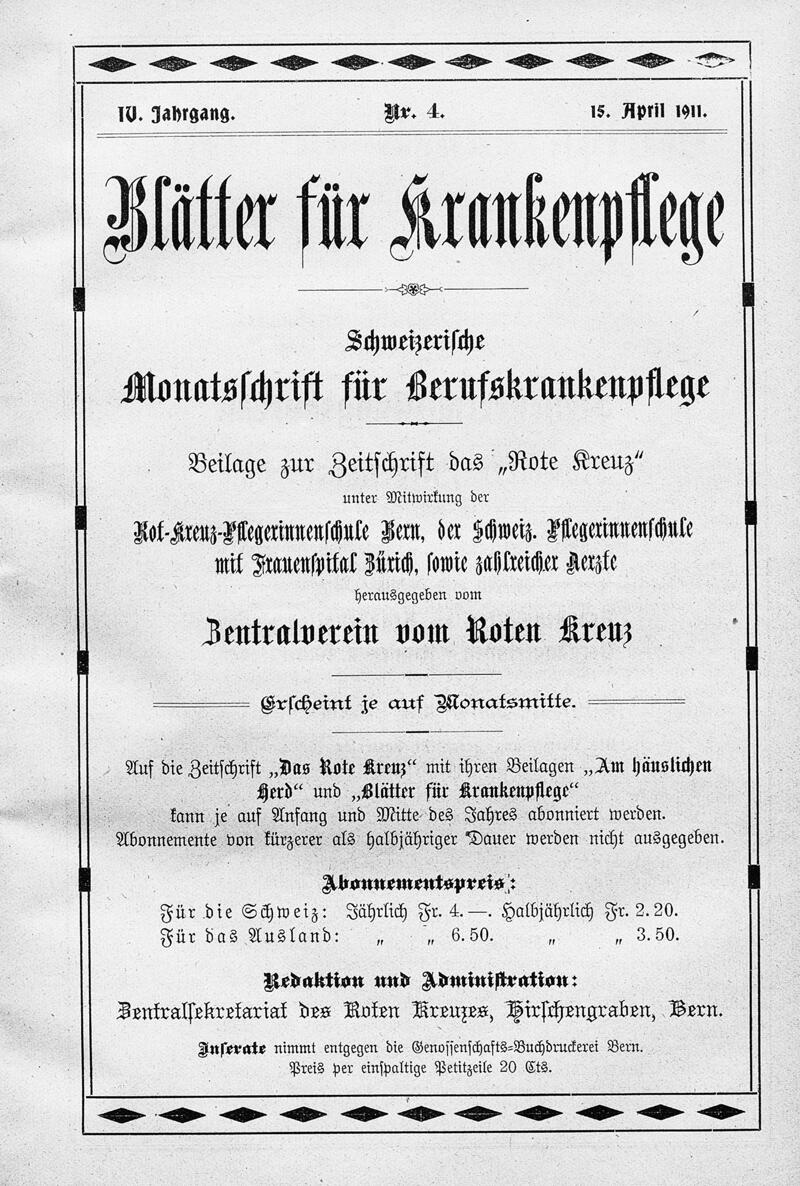 IV. Jahrgang. Nr. 4. 15. April 1911.
Blätter für Krankenpflege
Schweizerische
Monatsschrift für Berufskrankenpflege
Beilage zur Zeitschrift das „Rote Kreuz“
unter Mitwirkung der
Rot-Kreuz-Pflegerinnenschule Bern, der Schweiz. Pflegerinnenschule
mit Frauenspital Zürich, sowie zahlreicher Aerzte
herausgegeben vom
Zentralverein vom Roten Kreuz
Erscheint je auf Monatsmitte.
Auf die Zeitschrift „Das Rote Kreuz“ mit ihren Beilagen „Am häuslichen
Herd“ und „Blätter für Krankenpflege“
kann je auf Anfang und Mitte des Jahres abonniert werden.
Abonnemente von kürzerer als halbjähriger Dauer werden nicht ausgegeben.
Abonnementspreis:
Für die Schweiz: Jährlich Fr. 4. —. Halbjährlich Fr. 2. 20.
Für das Ausland: „ „ 6. 50. „ „ 3. 50.
Redaktion und Administration:
Zentralsekretariat des Roten Kreuzes, Hirschengraben, Bern.
Inserate nimmt entgegen die Genossenschafts-Buchdruckerei Bern.
Preis per einspaltige Petitzeile 20 Cts.